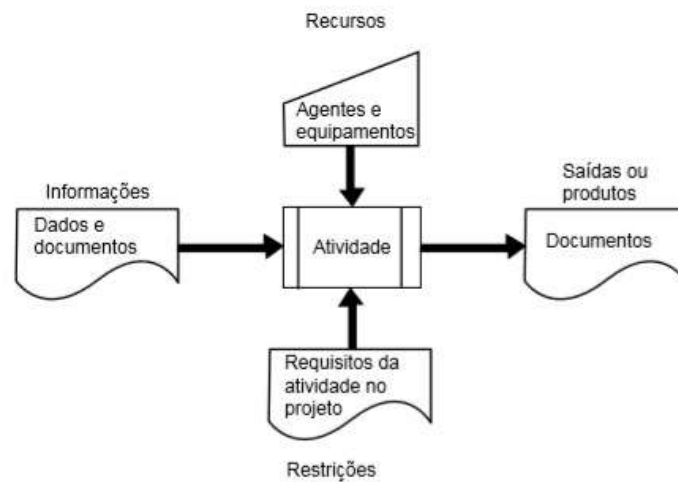 Recursos
Agentes e
equipamentos
Informações
Dados e
documentos
Atividade
Saídas ou
produtos
Documentos
Requisitos da
atividade no
projeto
Restrições